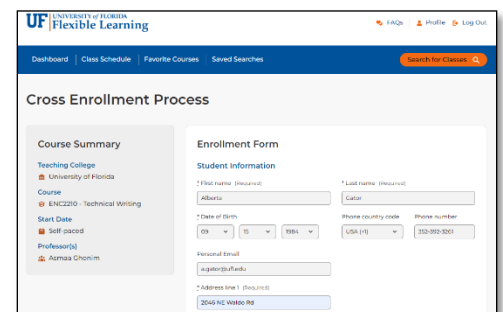 UF UNIVERSITY of FLORIDA
Flexible Learning
FAQs Profile Log Out
Dashboard Class Schedule Favorite Courses Saved Searches Search for Classes
Cross Enrollment Process
Course Summary
Teaching College
University of Florida
Course
ENC2210 - Technical Writing
Start Date
Self-paced
Professor(s)
Asmaa Ghonim
Enrollment Form
Student Information
* First name (Required) * Last name (Required)
Alberta Gator
* Date of Birth Phone country code Phone number
09 15 1984 USA (+1) 352-392-3261
Personal Email
a.gator@ufl.edu
* Address line 1 (Required)
2046 NE Waldo Rd